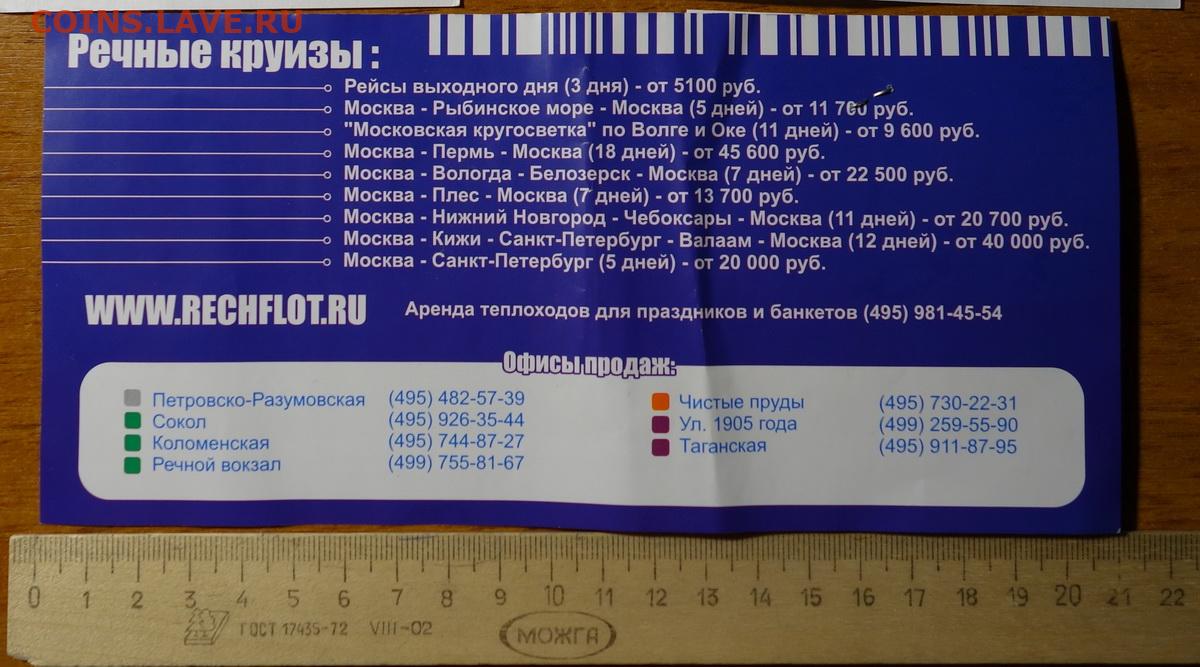 COINS.LAVE.RU
Речные круизы :
Рейсы выходного дня (3 дня) - от 5100 руб.
Москва - Рыбинское море - Москва (5 дней) - от 11 700 руб.
"Московская кругосветка" по Волге и Оке (11 дней) - от 9 600 руб.
Москва - Пермь - Москва (18 дней) - от 45 600 руб.
Москва - Вологда - Белозерск - Москва (7 дней) - от 22 500 руб.
Москва - Плес - Москва (7 дней) - от 13 700 руб.
Москва - Нижний Новгород - Чебоксары - Москва (11 дней) - от 20 700 руб.
Москва - Кижи - Санкт-Петербург - Валаам - Москва (12 дней) - от 40 000 руб.
Москва - Санкт-Петербург (5 дней) - от 20 000 руб.
WWW.RECHFLOT.RU Аренда теплоходов для праздников и банкетов (495) 981-45-54
Офисы продаж:
Петровско-Разумовская (495) 482-57-39
Сокол (495) 926-35-44
Коломенская (495) 744-87-27
Речной вокзал (499) 755-81-67
Чистые пруды (495) 730-22-31
Ул. 1905 года (499) 259-55-90
Таганская (495) 911-87-95
0 1 2 3 4 5 6 7 8 9 10 11 12 13 14 15 16 17 18 19 20 21 22
ГОСТ 17435-72 VIII-02 МОЖГА